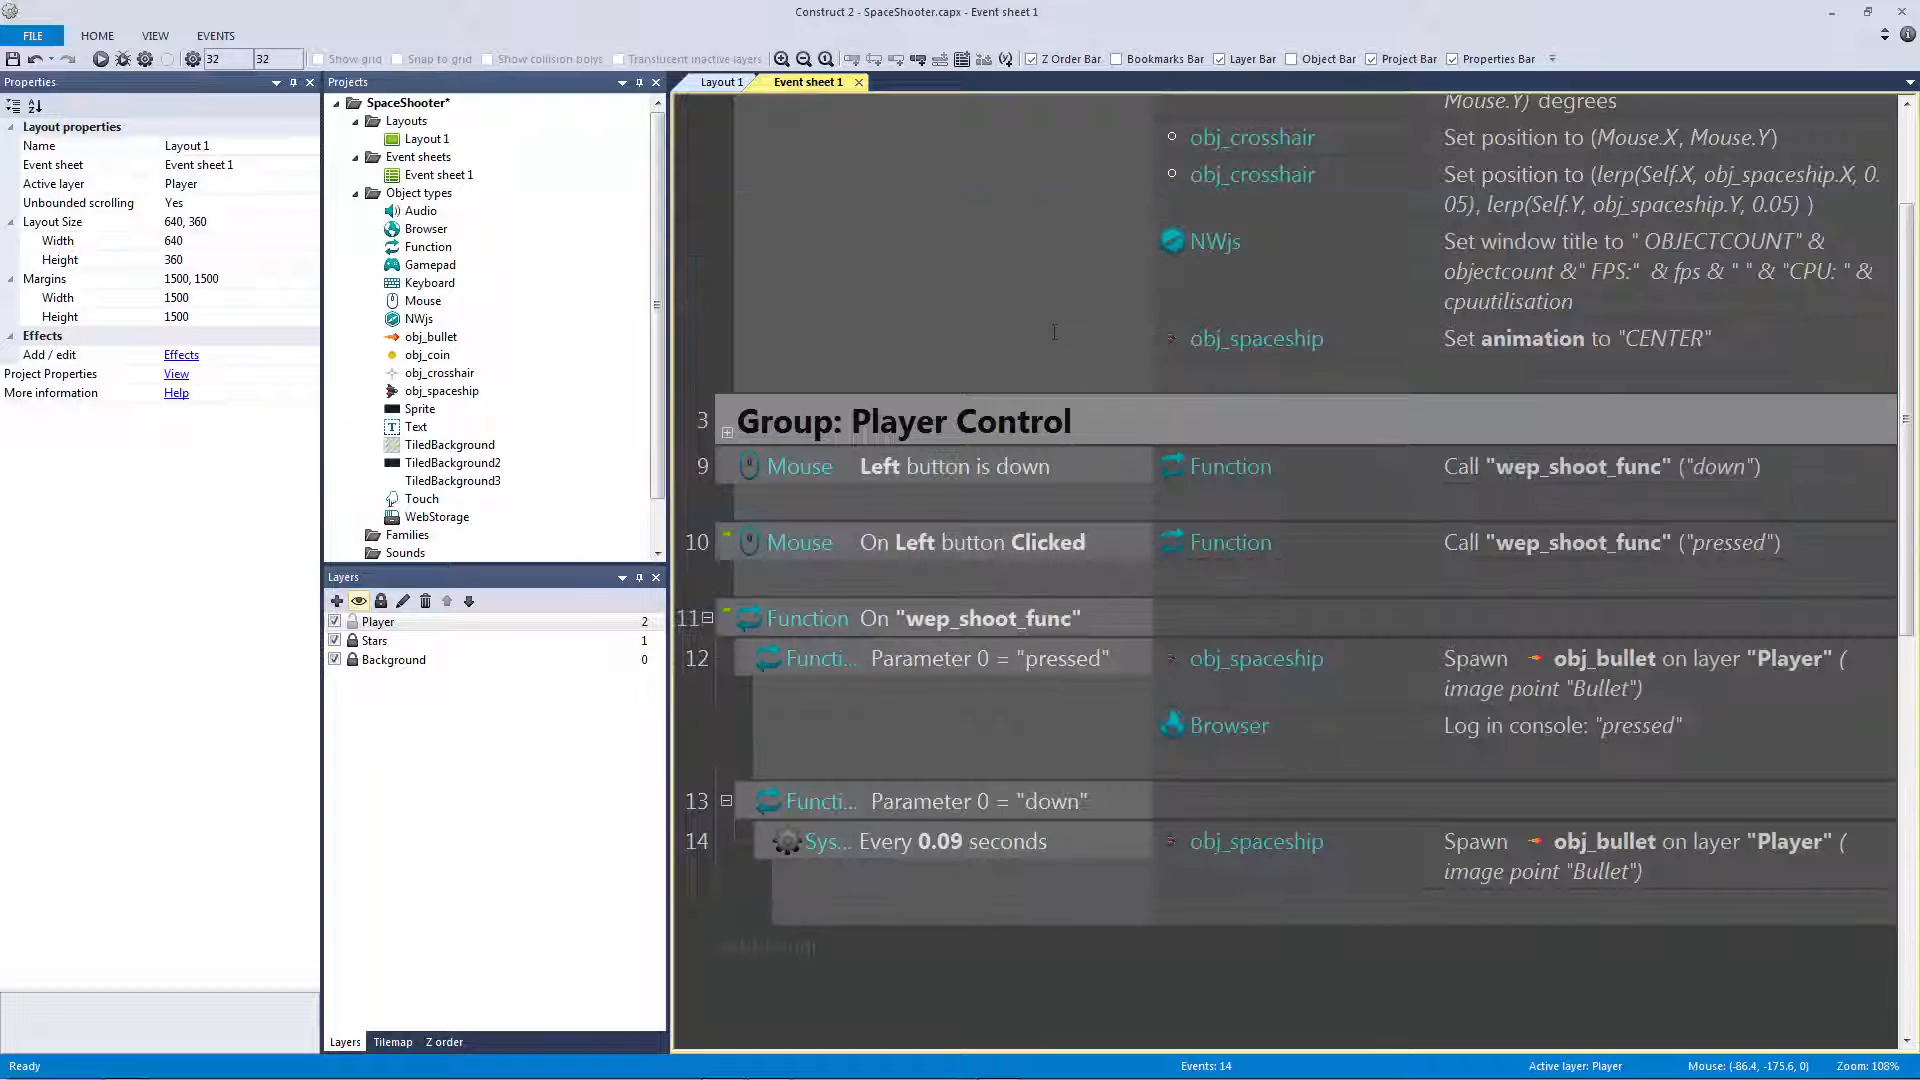 Construct 2 - SpaceShooter.capx - Event sheet 1
FILE HOME VIEW EVENTS
32 32 Show grid Snap to grid Show collision polys Translucent inactive layers Z Order Bar Bookmarks Bar Layer Bar Object Bar Project Bar Properties Bar
Properties
Layout properties
Name Layout 1
Event sheet Event sheet 1
Active layer Player
Unbounded scrolling Yes
Layout Size 640, 360
Width 640
Height 360
Margins 1500, 1500
Width 1500
Height 1500
Effects
Add / edit Effects
Project Properties View
More information Help
Projects
SpaceShooter*
Layouts
Layout 1
Event sheets
Event sheet 1
Object types
Audio
Browser
Function
Gamepad
Keyboard
Mouse
NWjs
obj_bullet
obj_coin
obj_crosshair
obj_spaceship
Sprite
Text
TiledBackground
TiledBackground2
TiledBackground3
Touch
WebStorage
Families
Sounds
Layers
Player 2
Stars 1
Background 0
Layers Tilemap Z order
Layout 1 Event sheet 1
Mouse.Y) degrees
obj_crosshair Set position to (Mouse.X, Mouse.Y)
obj_crosshair Set position to (lerp(Self.X, obj_spaceship.X, 0.
05), lerp(Self.Y, obj_spaceship.Y, 0.05) )
NWjs Set window title to " OBJECTCOUNT" &
objectcount &" FPS:" & fps & " " & "CPU: " &
cpuutilisation
obj_spaceship Set animation to "CENTER"
3 Group: Player Control
9 Mouse Left button is down Function Call "wep_shoot_func" ("down")
10 Mouse On Left button Clicked Function Call "wep_shoot_func" ("pressed")
11 Function On "wep_shoot_func"
12 Functi... Parameter 0 = "pressed" obj_spaceship Spawn obj_bullet on layer "Player" (
image point "Bullet")
Browser Log in console: "pressed"
13 Functi... Parameter 0 = "down"
14 Sys... Every 0.09 seconds obj_spaceship Spawn obj_bullet on layer "Player" (
image point "Bullet")
Ready Events: 14 Active layer: Player Mouse: (-86.4, -175.6, 0) Zoom: 108%